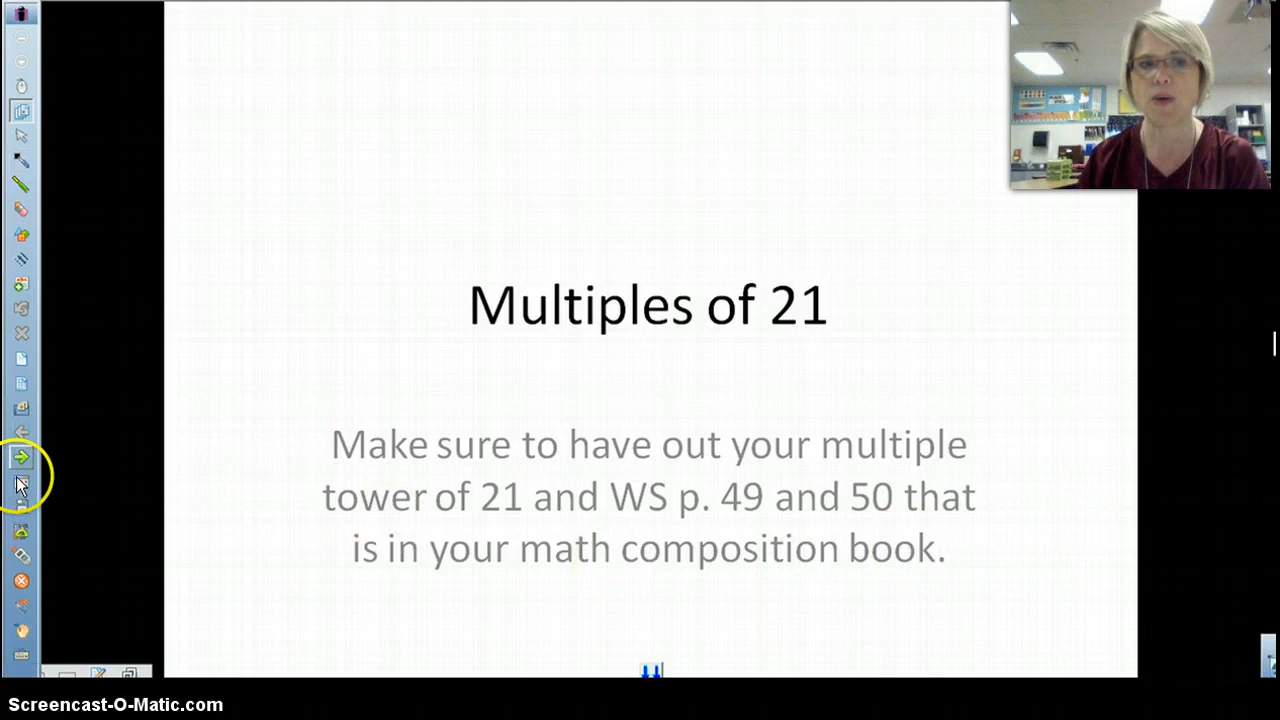 Multiples of 21
Make sure to have out your multiple
tower of 21 and WS p. 49 and 50 that
is in your math composition book.
Screencast-O-Matic.com